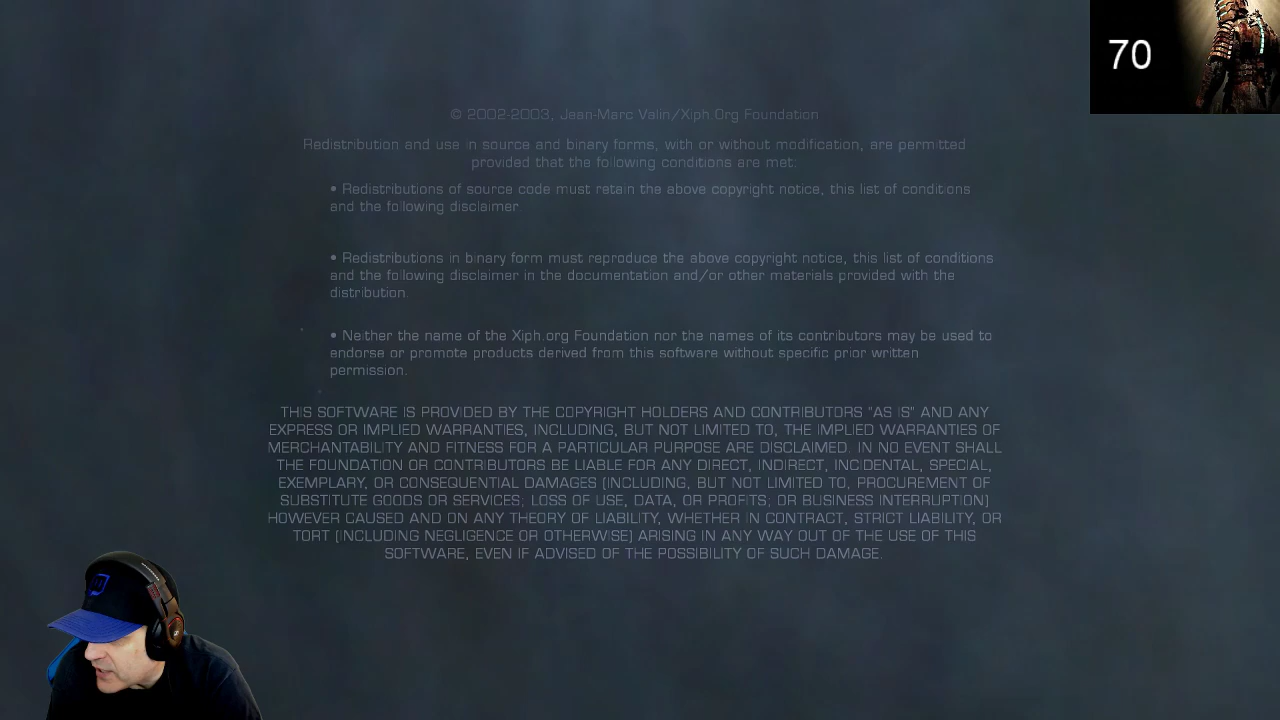 70
© 2002-2003, Jean-Marc Valin/Xiph.Org Foundation
Redistribution and use in source and binary forms, with or without modification, are permitted
provided that the following conditions are met:
• Redistributions of source code must retain the above copyright notice, this list of conditions
and the following disclaimer.
• Redistributions in binary form must reproduce the above copyright notice, this list of conditions
and the following disclaimer in the documentation and/or other materials provided with the
distribution.
• Neither the name of the Xiph.org Foundation nor the names of its contributors may be used to
endorse or promote products derived from this software without specific prior written
permission.
THIS SOFTWARE IS PROVIDED BY THE COPYRIGHT HOLDERS AND CONTRIBUTORS "AS IS" AND ANY
EXPRESS OR IMPLIED WARRANTIES, INCLUDING, BUT NOT LIMITED TO, THE IMPLIED WARRANTIES OF
MERCHANTABILITY AND FITNESS FOR A PARTICULAR PURPOSE ARE DISCLAIMED. IN NO EVENT SHALL
THE FOUNDATION OR CONTRIBUTORS BE LIABLE FOR ANY DIRECT, INDIRECT, INCIDENTAL, SPECIAL,
EXEMPLARY, OR CONSEQUENTIAL DAMAGES (INCLUDING, BUT NOT LIMITED TO, PROCUREMENT OF
SUBSTITUTE GOODS OR SERVICES; LOSS OF USE, DATA, OR PROFITS; OR BUSINESS INTERRUPTION)
HOWEVER CAUSED AND ON ANY THEORY OF LIABILITY, WHETHER IN CONTRACT, STRICT LIABILITY, OR
TORT (INCLUDING NEGLIGENCE OR OTHERWISE) ARISING IN ANY WAY OUT OF THE USE OF THIS
SOFTWARE, EVEN IF ADVISED OF THE POSSIBILITY OF SUCH DAMAGE.